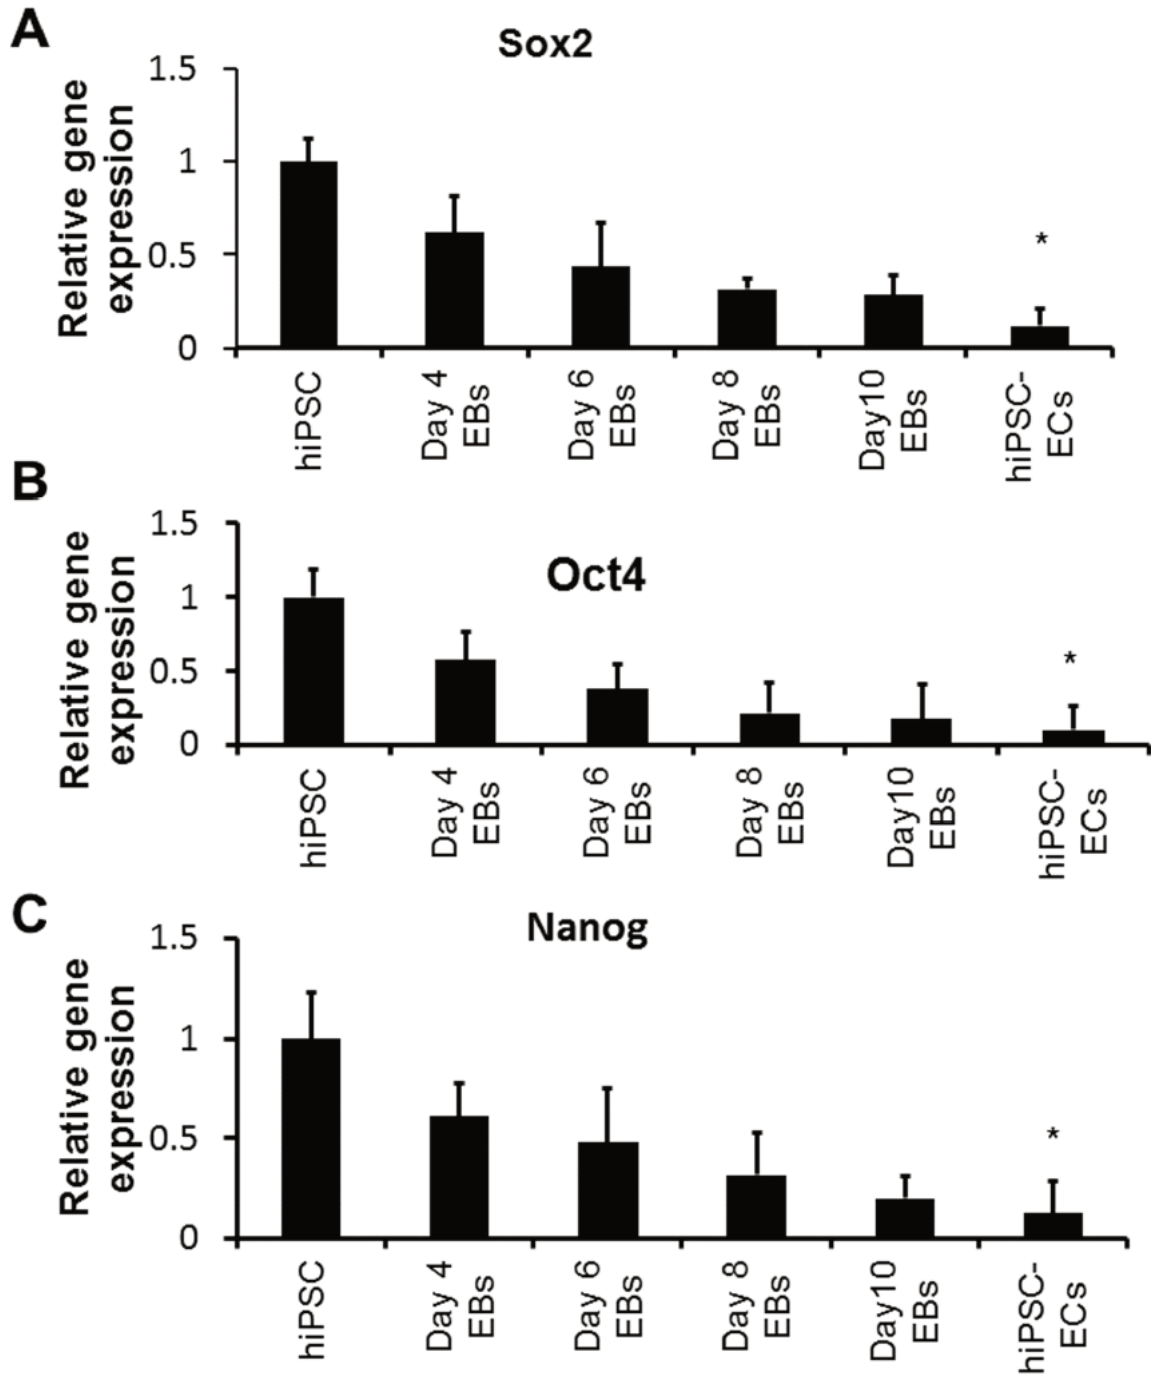 A
Sox2
Relative gene
expression
1.5
1
0.5
0
*
hiPSC
Day 4
EBs
Day 6
EBs
Day 8
EBs
Day10
EBs
hiPSC-
ECs
B
Oct4
Relative gene
expression
1.5
1
0.5
0
*
hiPSC
Day 4
EBs
Day 6
EBs
Day 8
EBs
Day10
EBs
hiPSC-
ECs
C
Nanog
Relative gene
expression
1.5
1
0.5
0
*
hiPSC
Day 4
EBs
Day 6
EBs
Day 8
EBs
Day10
EBs
hiPSC-
ECs